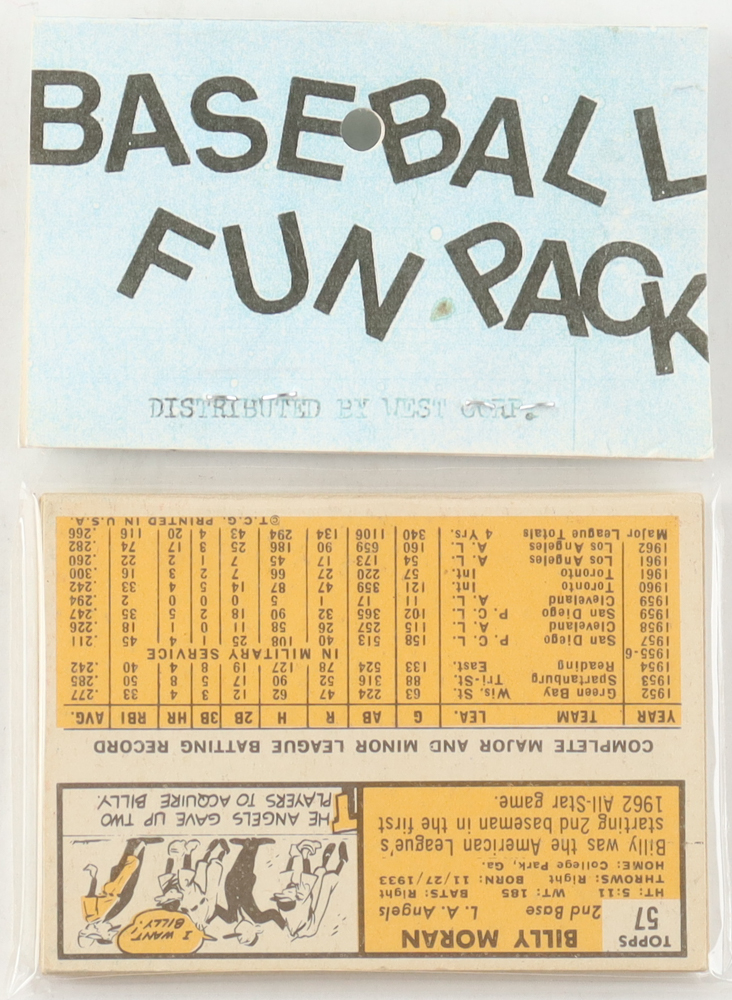 BASEBALL
FUN PACK
DISTRIBUTED BY WEST CORP.
TOPPS
57
BILLY MORAN
2nd Base L. A. Angels
HT: 5:11 WT: 185 BATS: Right
THROWS: Right BORN: 11/27/1933
HOME: College Park, Ga.
Billy was the American League's
starting 2nd baseman in the first
1962 All-Star game.
I WANT
BILLY!
THE ANGELS GAVE UP TWO
PLAYERS TO ACQUIRE BILLY.
COMPLETE MAJOR AND MINOR LEAGUE BATTING RECORD
YEAR TEAM LEA. G AB R H 2B 3B HR RBI AVG.
1952 Green Bay Wis. St. 63 224 47 62 12 3 4 33 .277
1953 Spartanburg Tri-St. 88 316 52 90 17 5 8 50 .285
1954 Reading East. 133 524 78 127 19 8 4 40 .242
1955-6 IN MILITARY SERVICE
1957 San Diego P. C. L. 158 513 40 108 25 4 4 45 .211
1958 Cleveland A. L. 115 257 26 58 11 0 1 18 .226
1959 San Diego P. C. L. 102 365 32 90 18 2 5 35 .247
1959 Cleveland A. L. 11 17 1 5 0 0 0 2 .294
1960 Toronto Int. 121 359 47 87 14 5 4 33 .242
1961 Toronto Int. 57 220 27 66 7 2 3 16 .300
1961 Los Angeles A. L. 54 173 17 45 7 1 2 22 .260
1962 Los Angeles A. L. 160 659 90 186 25 3 17 74 .282
Major League Totals 4 Yrs. 340 1106 134 294 43 4 20 116 .266
© T.C.G. PRINTED IN U.S.A.